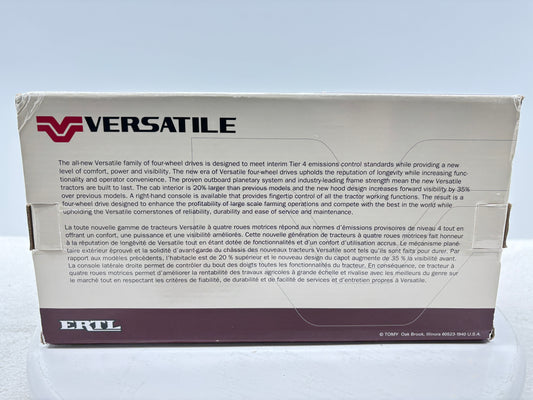 VERSATILE
The all-new Versatile family of four-wheel drives is designed to meet interim Tier 4 emissions control standards while providing a new
level of comfort, power and visibility. The new era of Versatile four-wheel drives upholds the reputation of longevity while increasing func-
tionality and operator convenience. The proven outboard planetary system and industry-leading frame strength mean the new Versatile
tractors are built to last. The cab interior is 20% larger than previous models and the new hood design increases forward visibility by 35%
over previous models. A right-hand console is available that provides fingertip control of all the tractor working functions. The result is a
four-wheel drive designed to enhance the profitability of large scale farming operations and compete with the best in the world while
upholding the Versatile cornerstones of reliability, durability and ease of service and maintenance.
La toute nouvelle gamme de tracteurs Versatile à quatre roues motrices répond aux normes d'émissions provisoires de niveau 4 tout en
offrant un confort, une puissance et une visibilité améliorés. Cette nouvelle génération de tracteurs à quatre roues motrices fait honneur
à la réputation de longévité de Versatile tout en étant dotée de fonctionnalités et d'un confort d'utilisation accrus. Le mécanisme plané-
taire extérieur éprouvé et la solidité d'avant-garde du châssis des nouveaux tracteurs Versatile sont tels qu'ils sont faits pour durer. Par
rapport aux modèles précédents, l'habitacle est de 20 % supérieur et le nouveau design du capot augmente de 35 % la visibilité avant.
La console latérale droite permet de contrôler du bout des doigts toutes les fonctionnalités du tracteur. En conséquence, ce tracteur à
quatre roues motrices permet d'améliorer la rentabilité des travaux agricoles à grande échelle et rivalise avec les meilleurs du genre sur
le marché tout en respectant les critères de fiabilité, de durabilité et de facilité de services et d'entretien propres à Versatile.
ERTL
© TOMY Oak Brook, Illinois 60523-1940 U.S.A.